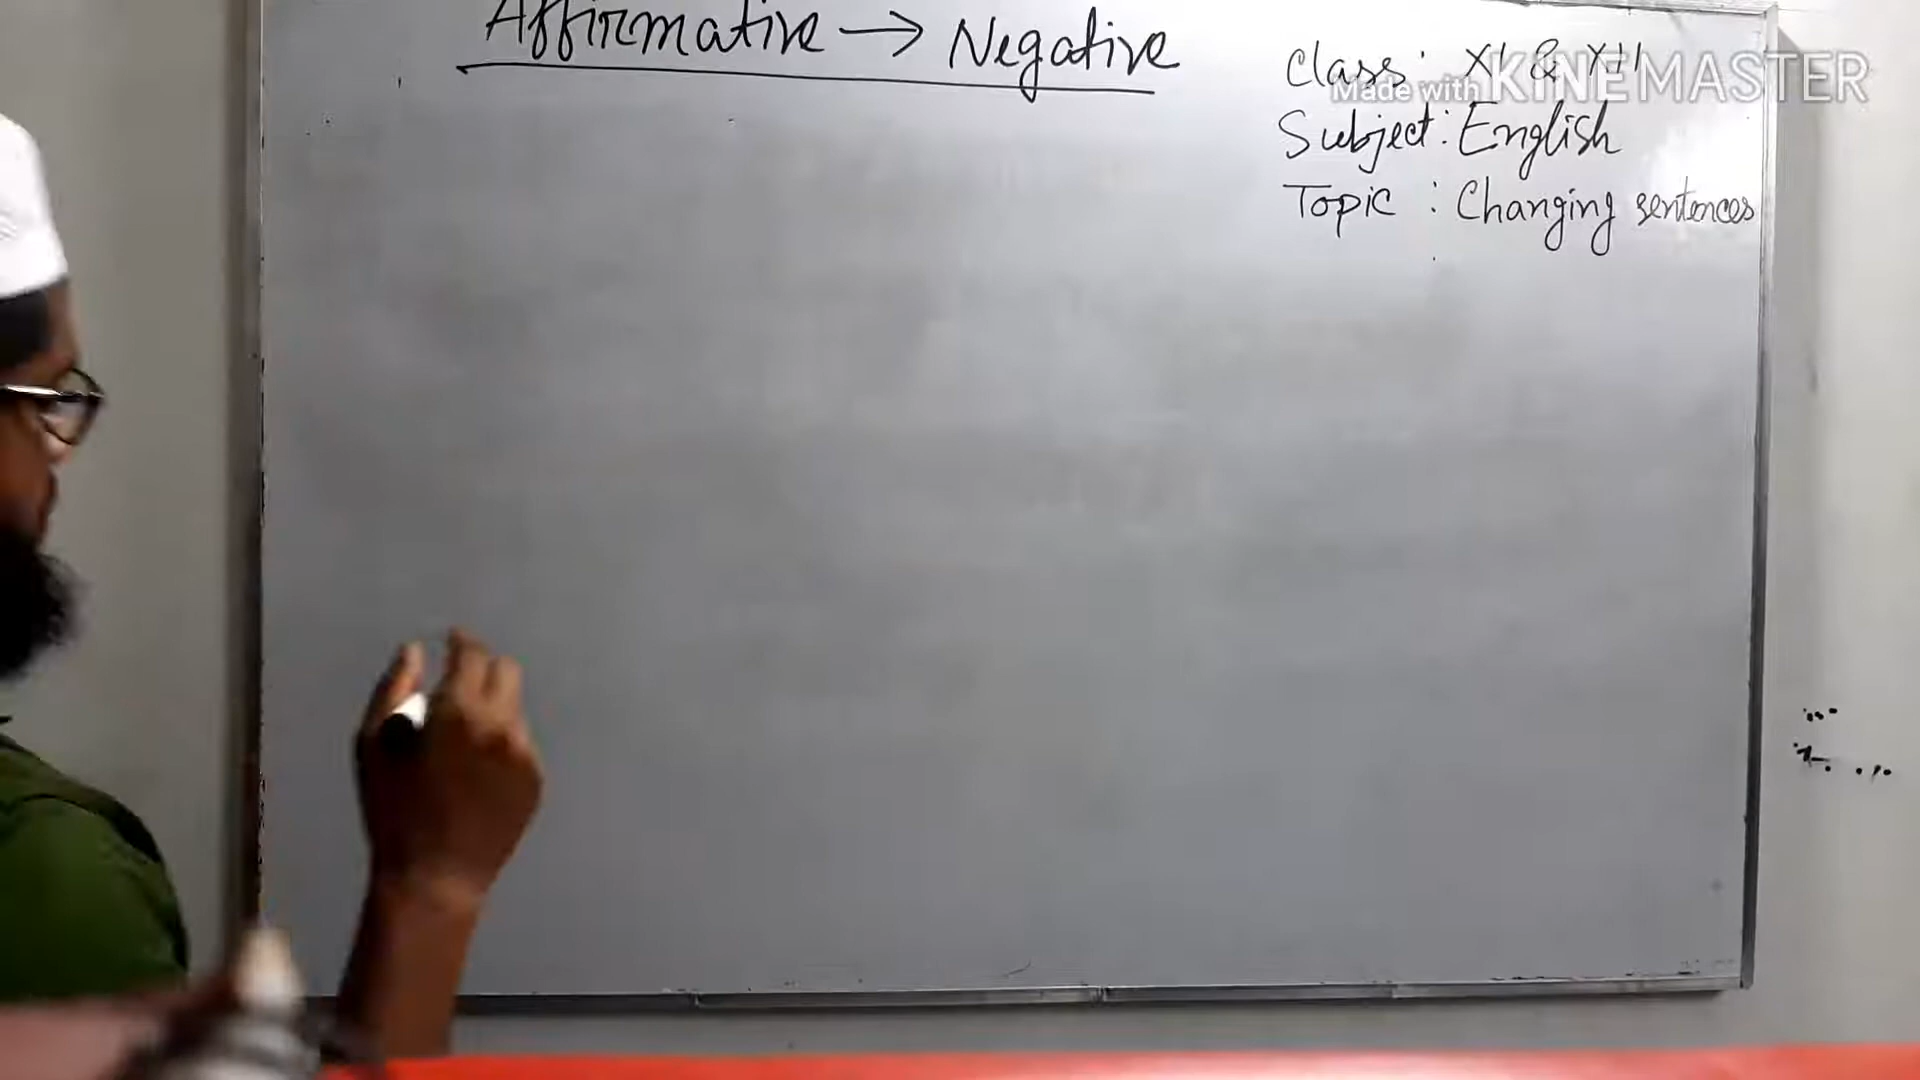 Affirmative → Negative
Class: XI & XII
Made with KINEMASTER
Subject: English
Topic : Changing sentences